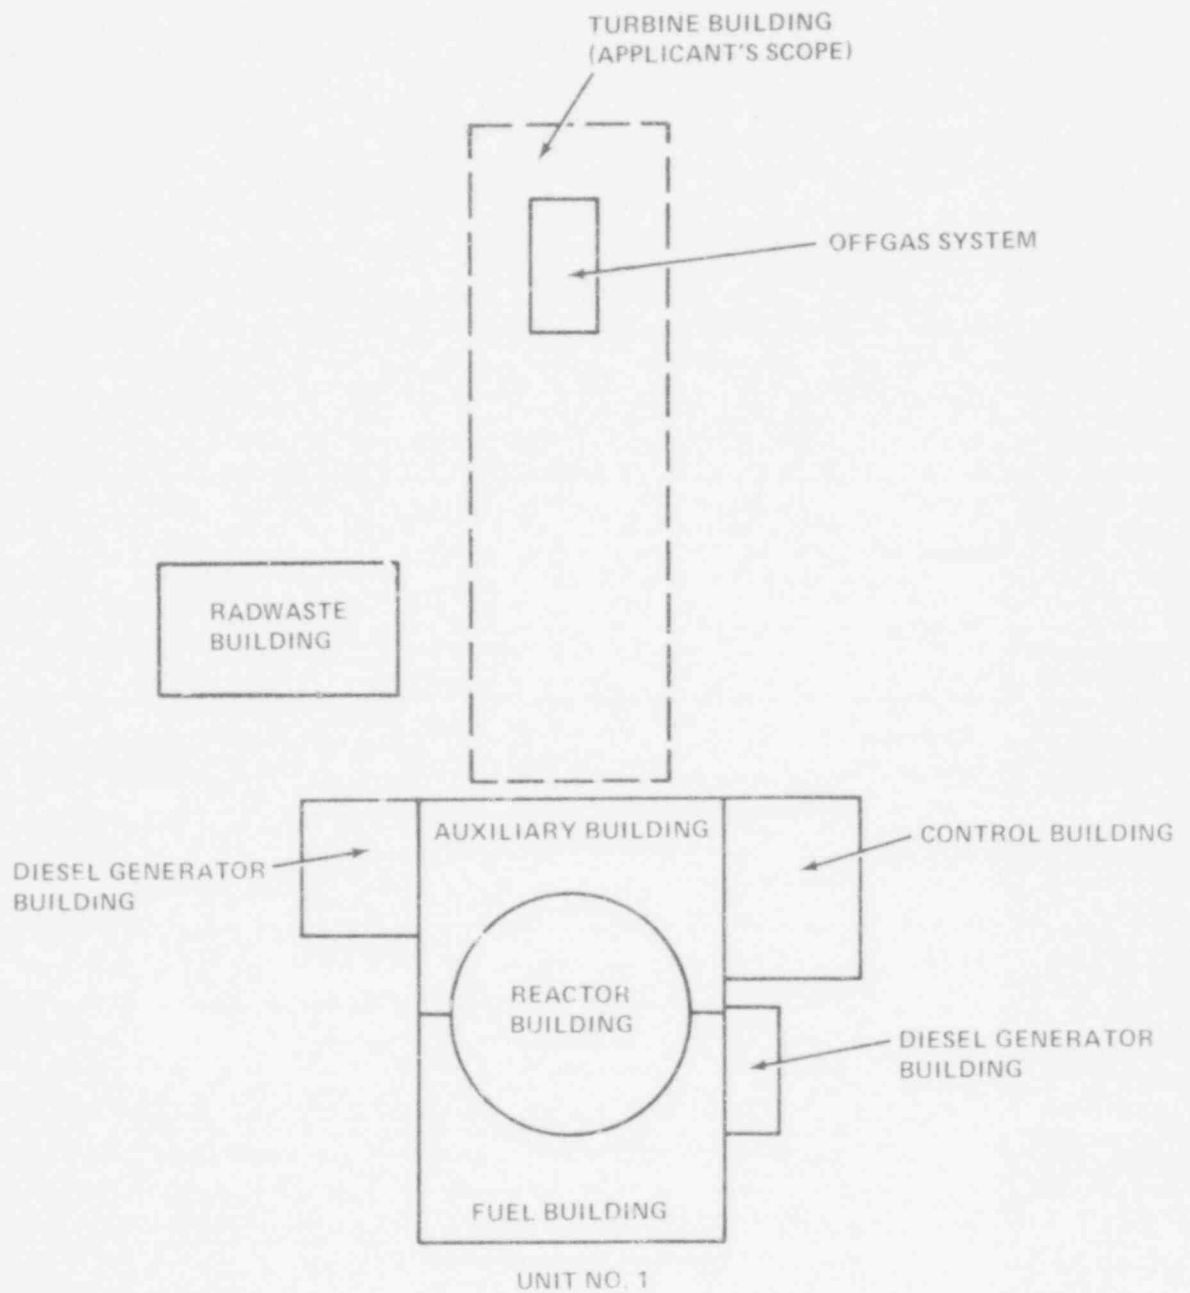 TURBINE BUILDING
(APPLICANT'S SCOPE)
OFFGAS SYSTEM
RADWASTE
BUILDING
AUXILIARY BUILDING
CONTROL BUILDING
DIESEL GENERATOR
BUILDING
REACTOR
BUILDING
DIESEL GENERATOR
BUILDING
FUEL BUILDING
UNIT NO. 1